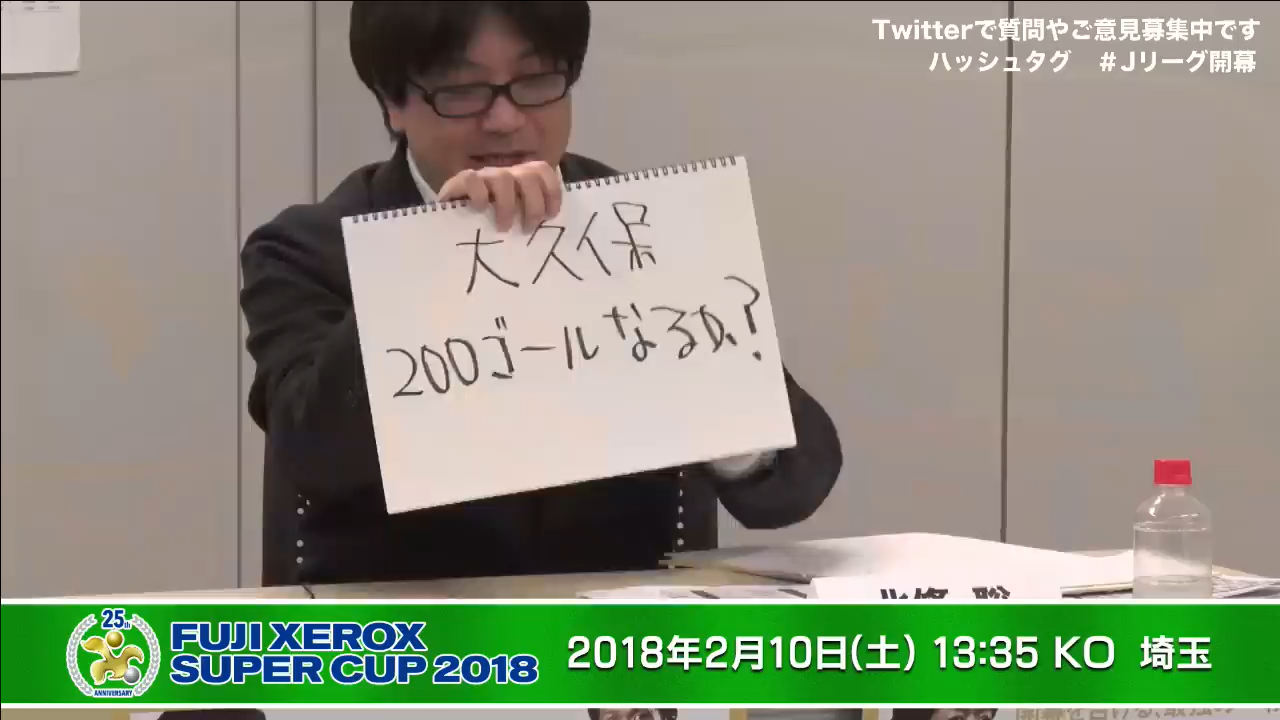 Twitterで質問やご意見募集中です
ハッシュタグ #Jリーグ開幕
大久保
200ゴールなるか?
25th
ANNIVERSARY
FUJI XEROX
SUPER CUP 2018
2018年2月10日(土) 13:35 KO 埼玉